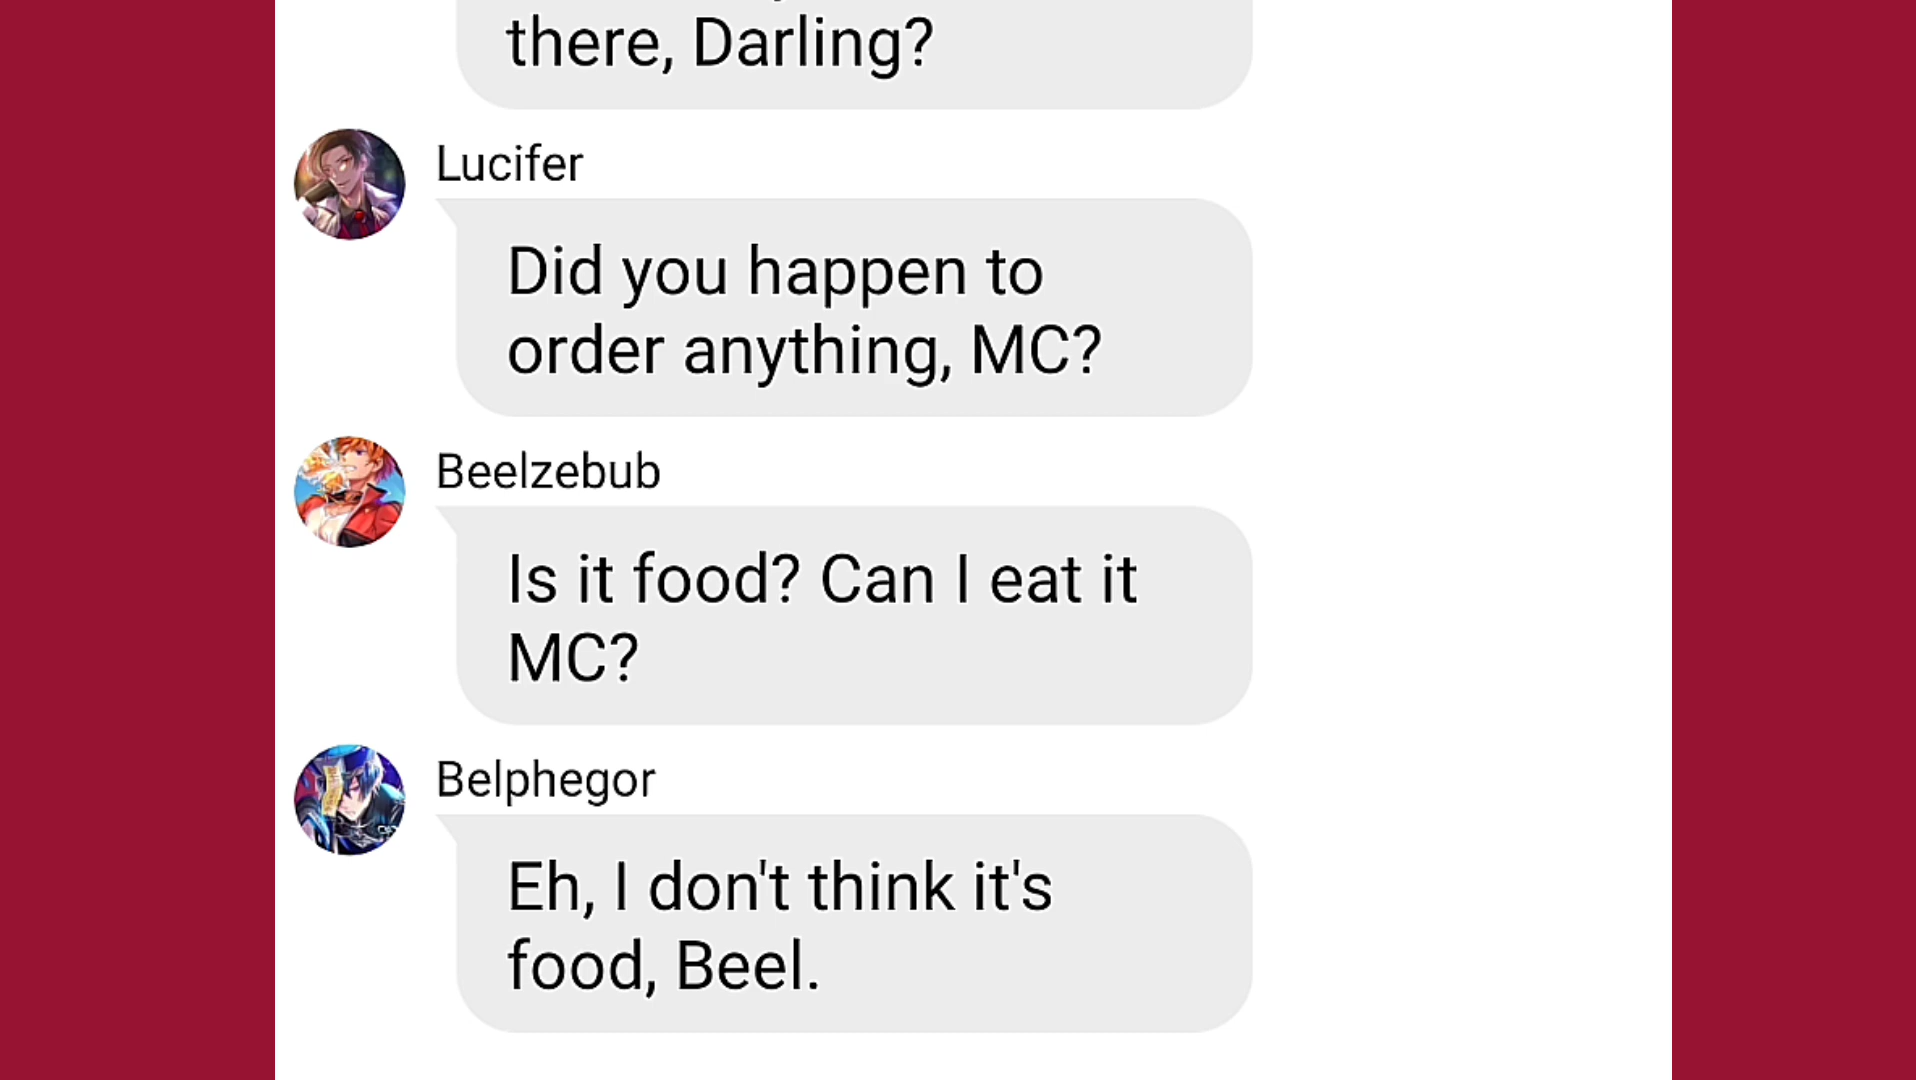 there, Darling?
Lucifer
Did you happen to
order anything, MC?
Beelzebub
Is it food? Can I eat it
MC?
Belphegor
Eh, I don't think it's
food, Beel.